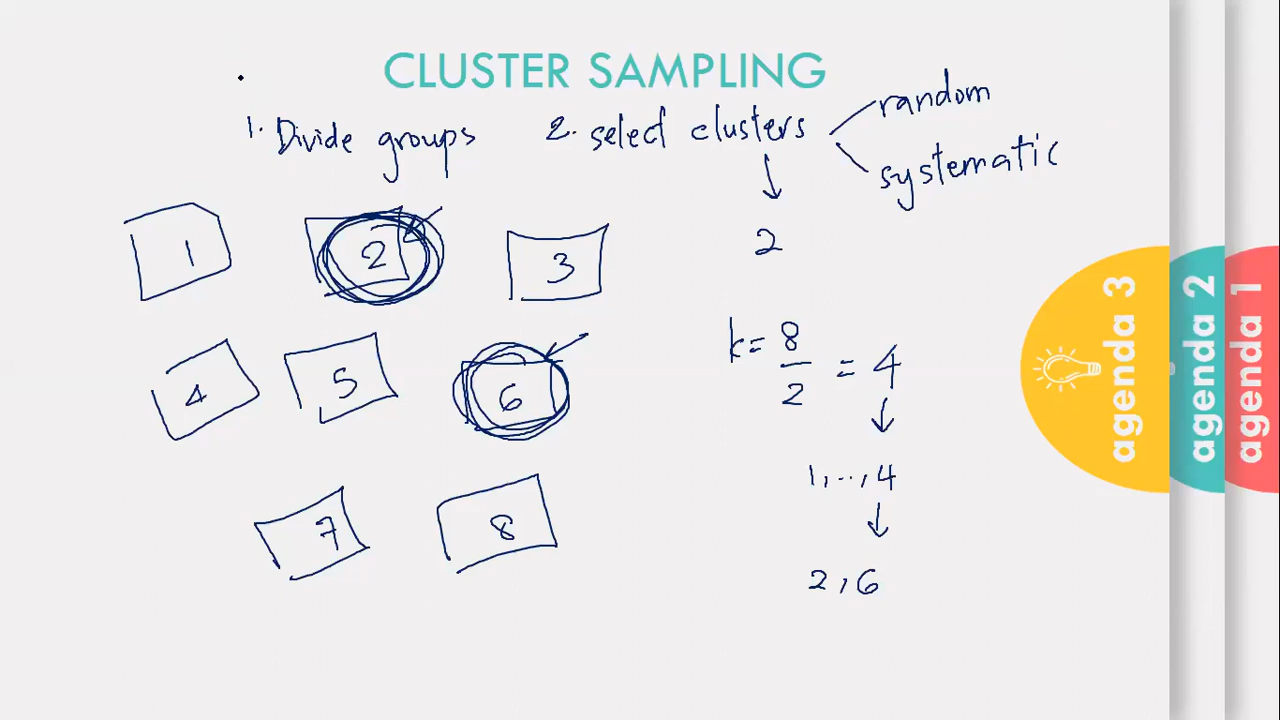 CLUSTER SAMPLING
1. Divide groups
2. select clusters
random
systematic
2
1
2
3
k = 8/2 = 4
4
5
6
1, ..., 4
7
8
2, 6
agenda 3
agenda 2
agenda 1